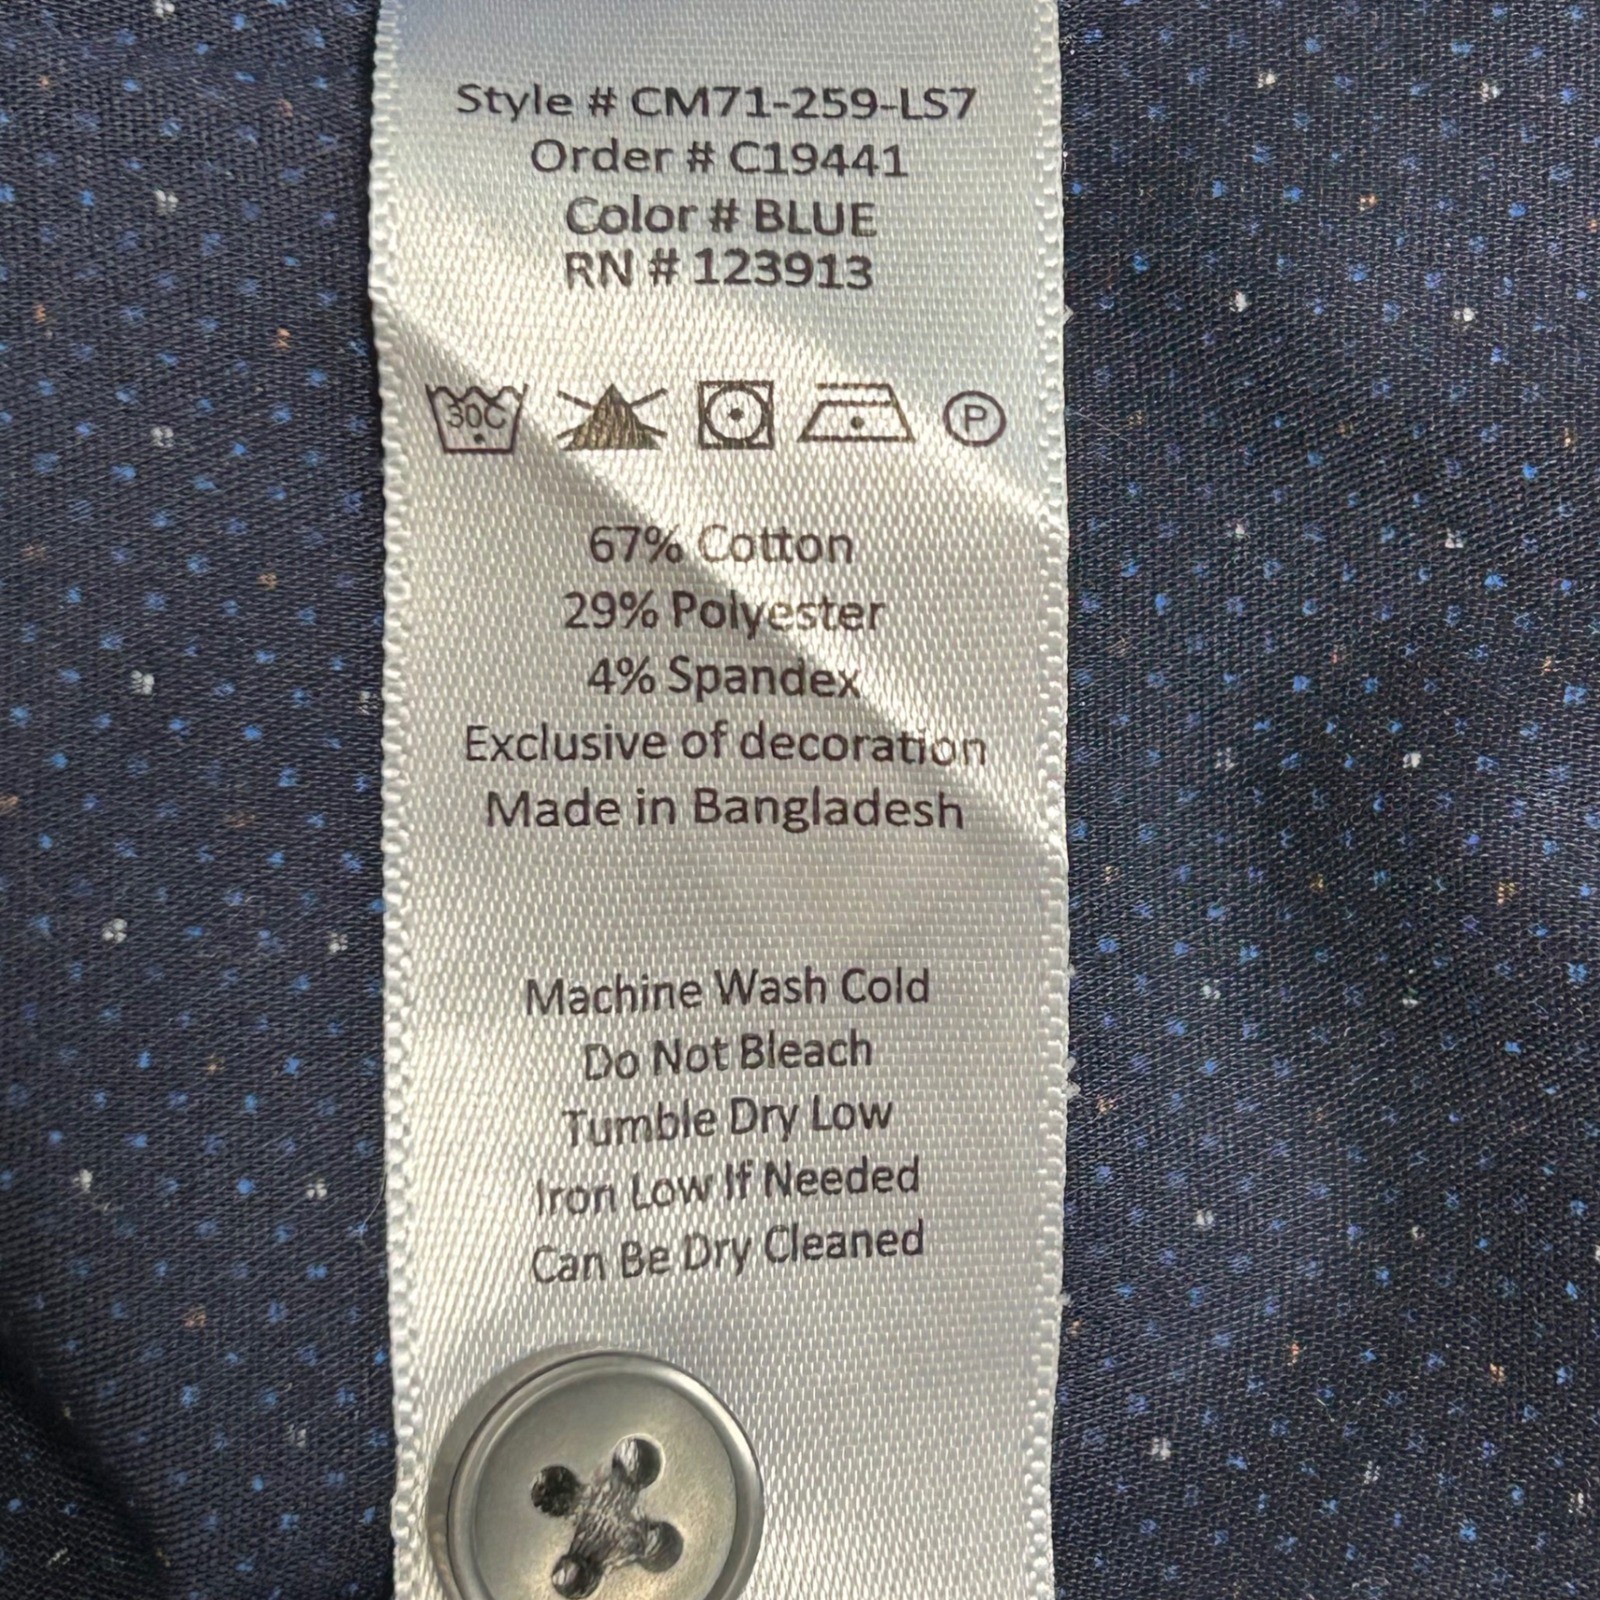 Style # CM71-259-LS7
Order # C19441
Color # BLUE
RN # 123913
30C P
67% Cotton
29% Polyester
4% Spandex
Exclusive of decoration
Made in Bangladesh
Machine Wash Cold
Do Not Bleach
Tumble Dry Low
Iron Low If Needed
Can Be Dry Cleaned